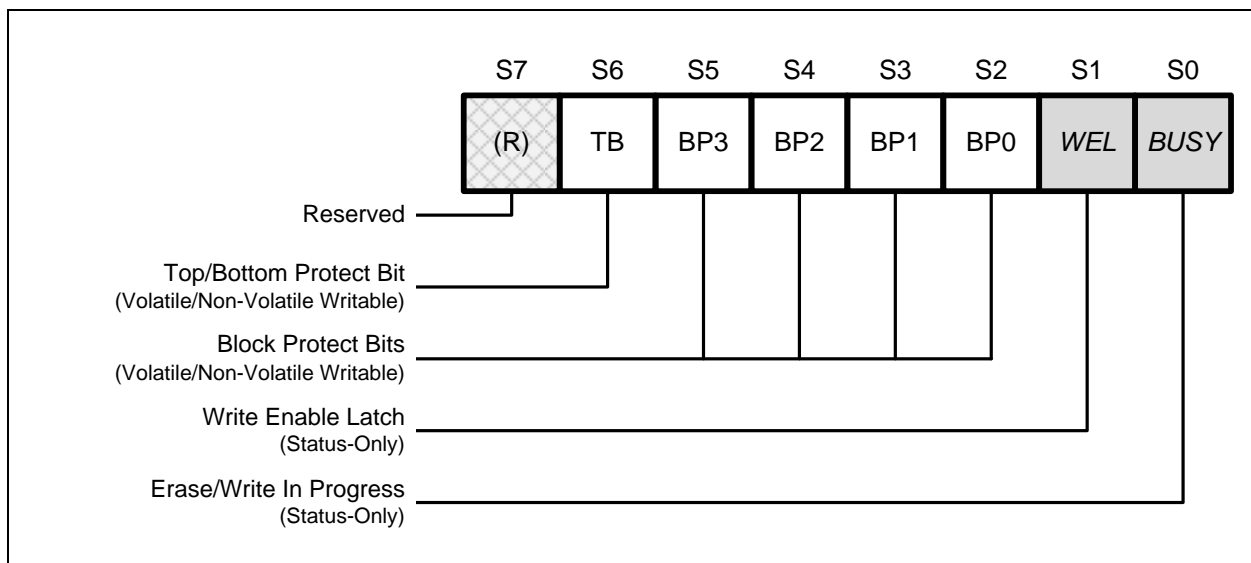 S7 S6 S5 S4 S3 S2 S1 S0
(R) TB BP3 BP2 BP1 BP0 WEL BUSY
Reserved
Top/Bottom Protect Bit
(Volatile/Non-Volatile Writable)
Block Protect Bits
(Volatile/Non-Volatile Writable)
Write Enable Latch
(Status-Only)
Erase/Write In Progress
(Status-Only)